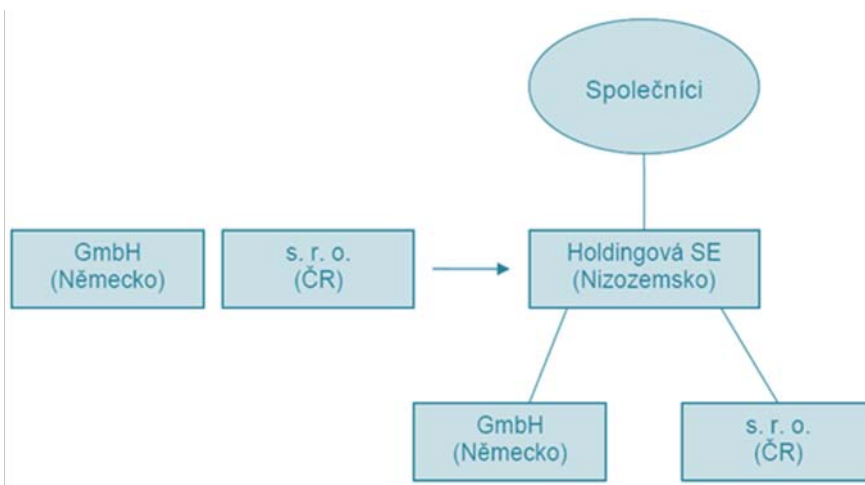 Společníci
GmbH
(Německo)
s. r. o.
(ČR)
Holdingová SE
(Nizozemsko)
GmbH
(Německo)
s. r. o.
(ČR)